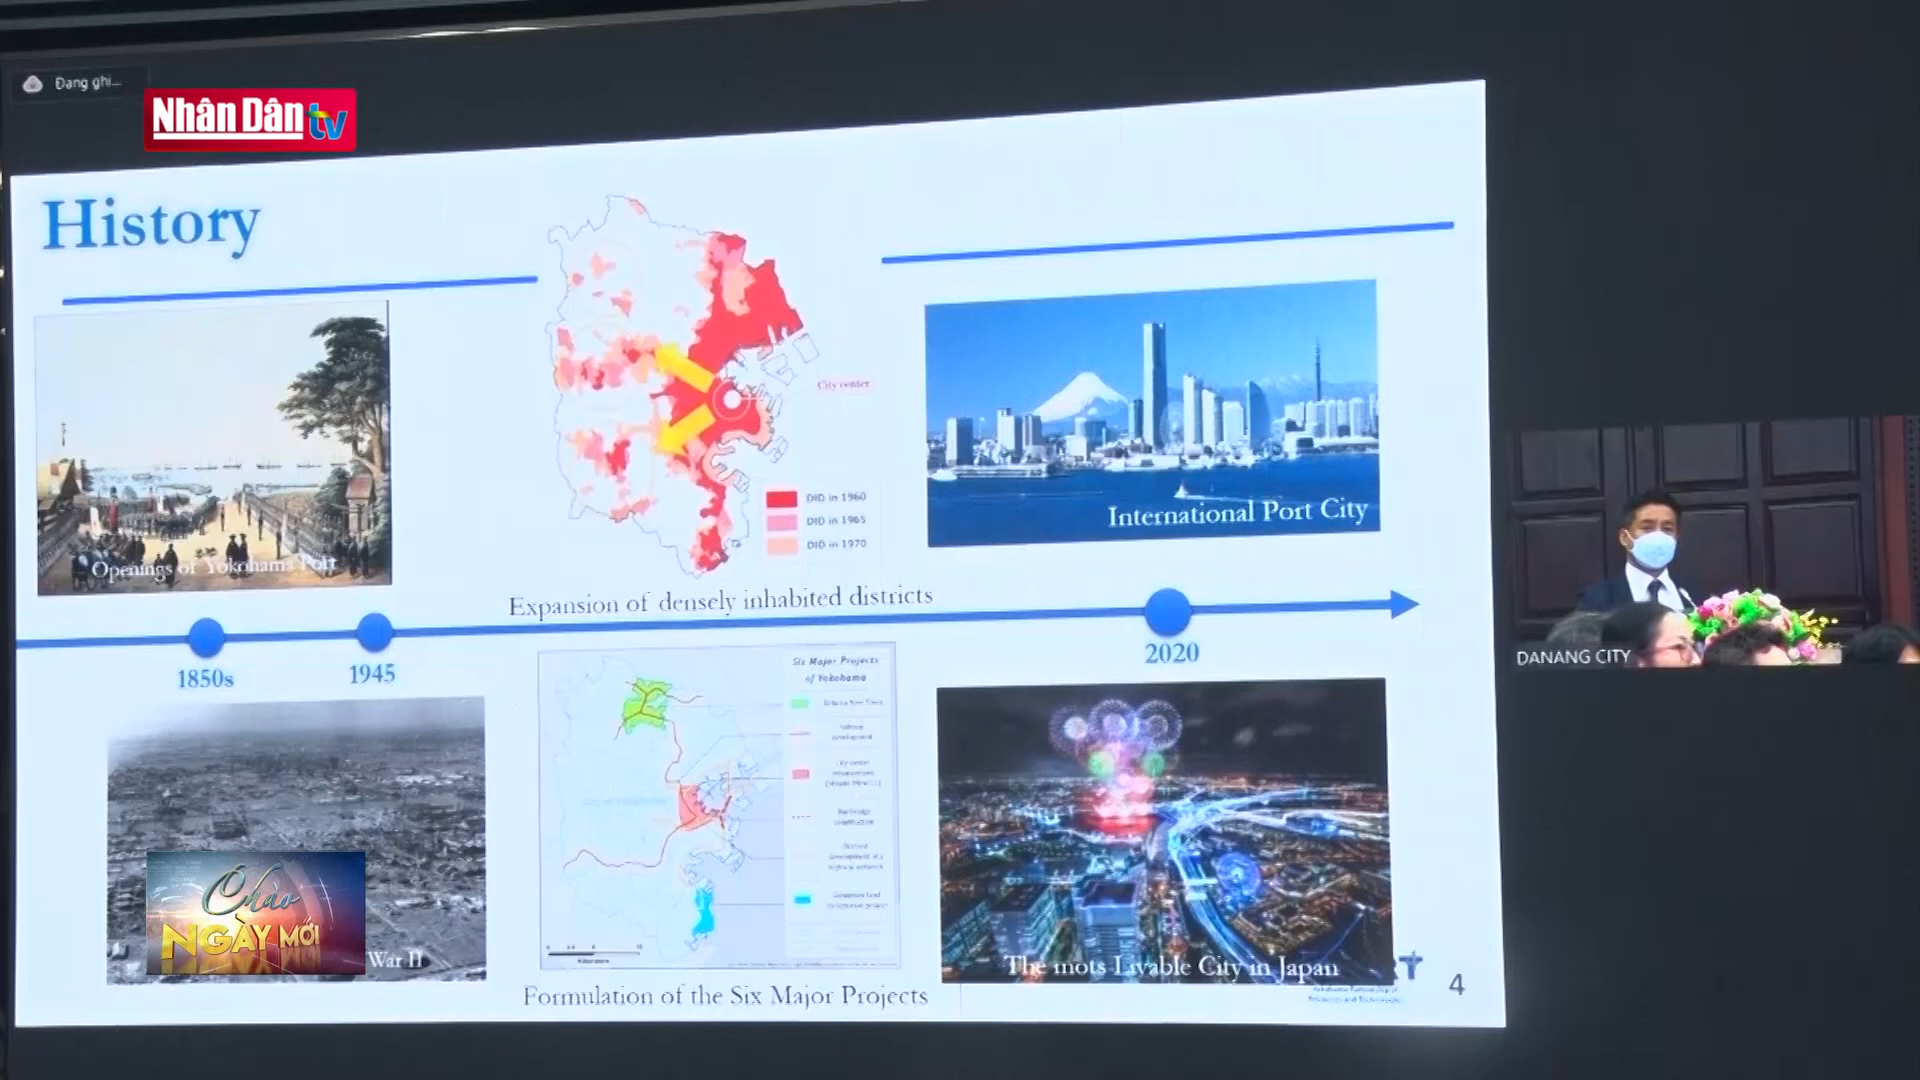 Đang ghi...
Nhân Dân tv
History
City center
DID in 1960
DID in 1965
DID in 1970
Openings of Yokohama Port
International Port City
Expansion of densely inhabited districts
1850s
1945
2020
DANANG CITY
Six Major Projects
of Yokohama
Chào
NGÀY MỚI
War II
The mots Livable City in Japan
Formulation of the Six Major Projects
4